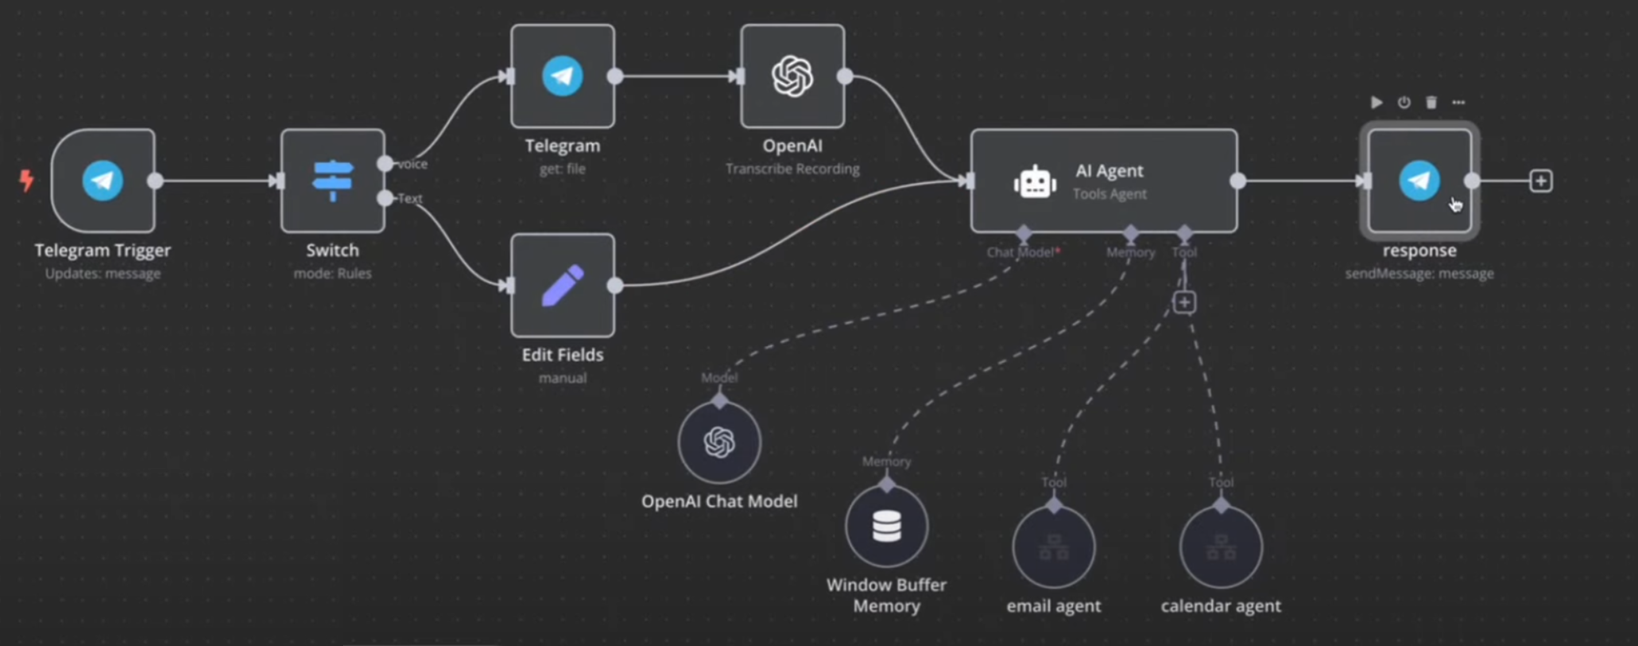 Telegram
get: file
OpenAI
Transcribe Recording
voice
Text
Telegram Trigger
Updates: message
Switch
mode: Rules
Edit Fields
manual
AI Agent
Tools Agent
Chat Model*
Memory
Tool
response
sendMessage: message
Model
OpenAI Chat Model
Memory
Window Buffer
Memory
Tool
email agent
Tool
calendar agent